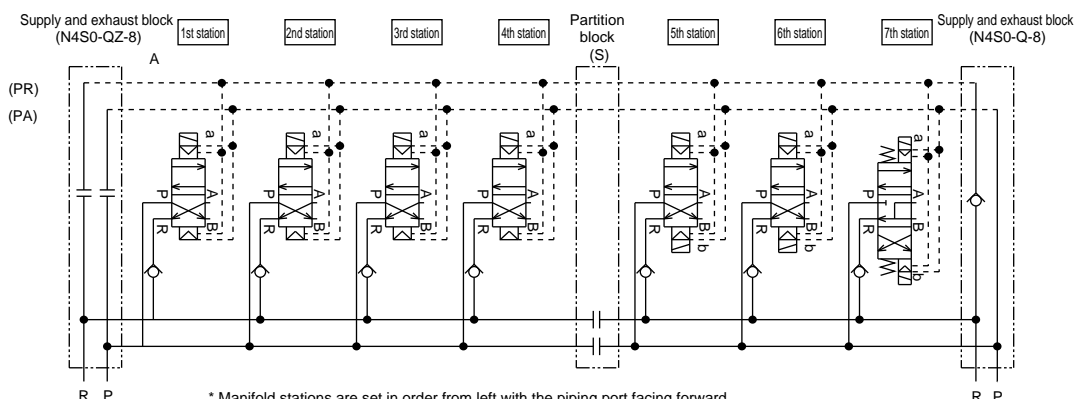 Supply and exhaust block
(N4S0-QZ-8)
1st station
2nd station
3rd station
4th station
Partition
block
(S)
5th station
6th station
7th station
Supply and exhaust block
(N4S0-Q-8)
A
(PR)
(PA)
a
P
A
R
B
a
P
A
R
B
a
P
A
R
B
a
P
A
R
B
a
P
A
R
B
b
a
P
A
R
B
b
a
P
A
R
B
b
R P
R P
* Manifold stations are set in order from left with the piping port facing forward.